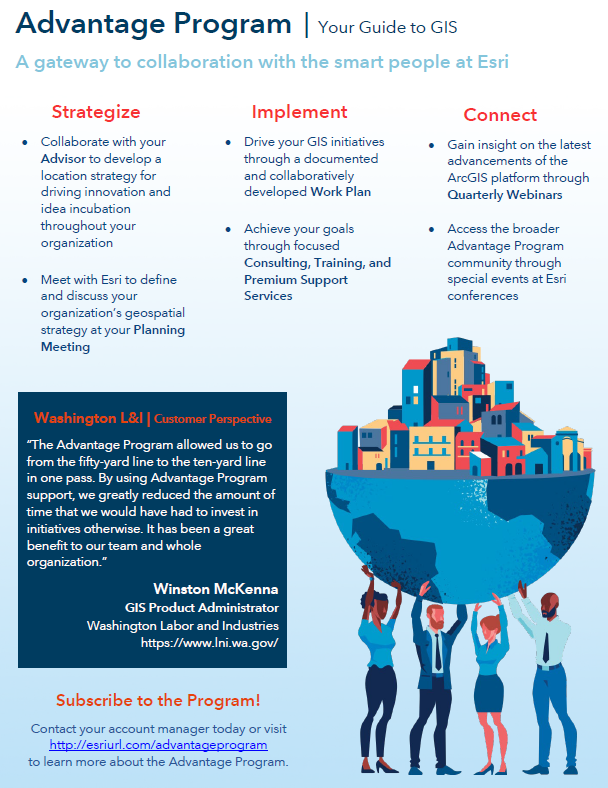 Advantage Program | Your Guide to GIS
A gateway to collaboration with the smart people at Esri
Strategize
• Collaborate with your
Advisor to develop a
location strategy for
driving innovation and
idea incubation
throughout your
organization
• Meet with Esri to define
and discuss your
organization's geospatial
strategy at your Planning
Meeting
Implement
• Drive your GIS initiatives
through a documented
and collaboratively
developed Work Plan
• Achieve your goals
through focused
Consulting, Training, and
Premium Support
Services
Connect
• Gain insight on the latest
advancements of the
ArcGIS platform through
Quarterly Webinars
• Access the broader
Advantage Program
community through
special events at Esri
conferences
Washington L&I | Customer Perspective
“The Advantage Program allowed us to go
from the fifty-yard line to the ten-yard line
in one pass. By using Advantage Program
support, we greatly reduced the amount of
time that we would have had to invest in
initiatives otherwise. It has been a great
benefit to our team and whole
organization.”
Winston McKenna
GIS Product Administrator
Washington Labor and Industries
https://www.lni.wa.gov/
Subscribe to the Program!
Contact your account manager today or visit
http://esriurl.com/advantageprogram
to learn more about the Advantage Program.